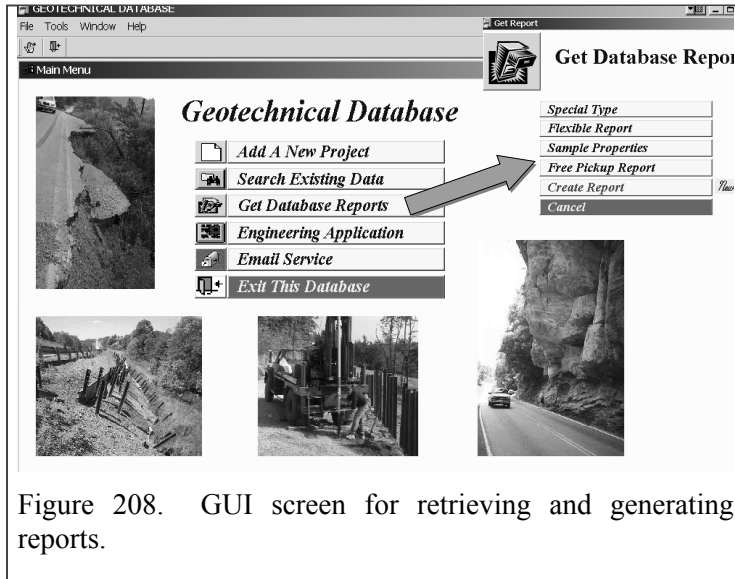 GEOTECHNICAL DATABASE
File Tools Window Help
Get Report
Main Menu
Get Database Repor
Geotechnical Database
Add A New Project
Search Existing Data
Get Database Reports
Engineering Application
Email Service
Exit This Database
Special Type
Flexible Report
Sample Properties
Free Pickup Report
Create Report
New
Cancel
Figure 208. GUI screen for retrieving and generating
reports.